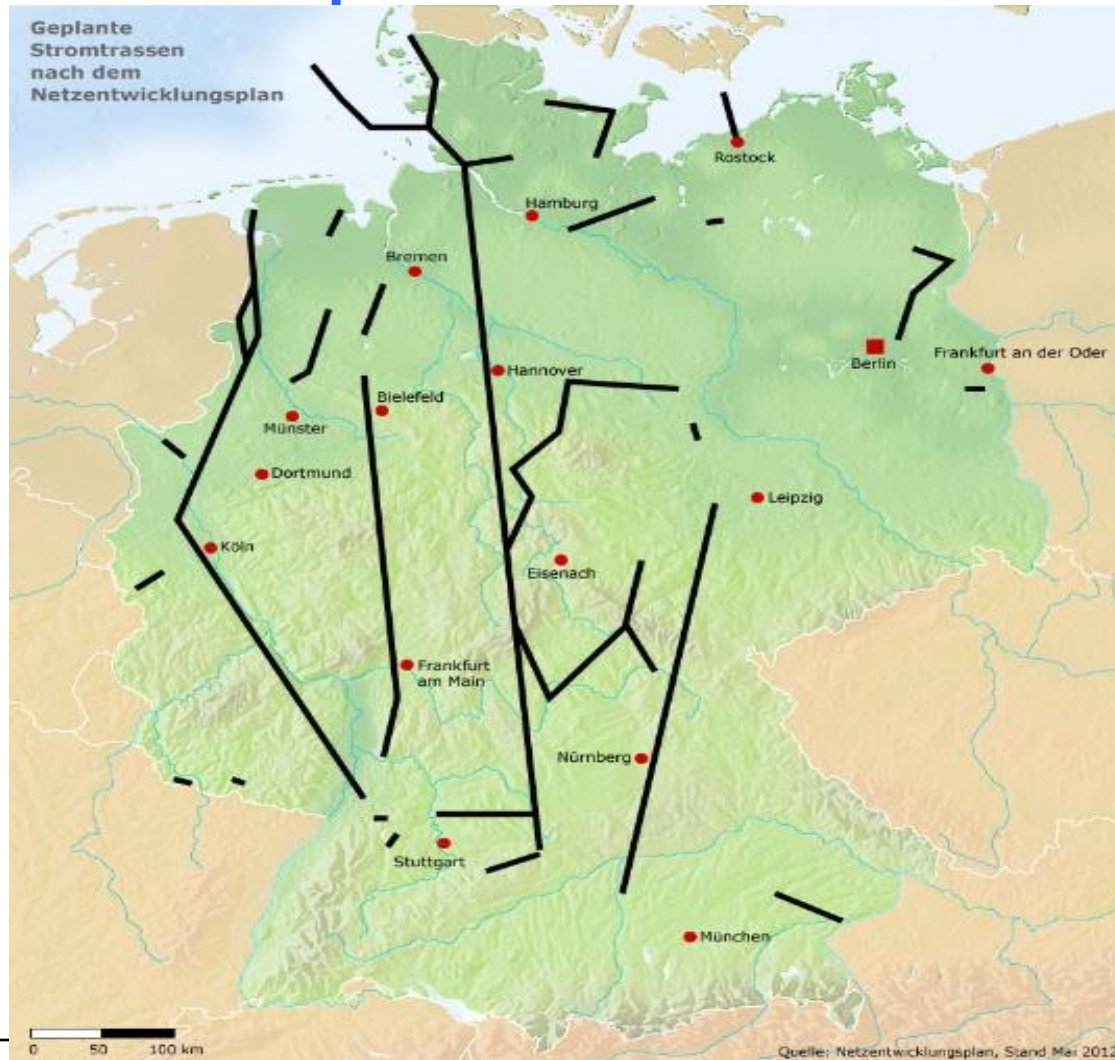 Geplante
Stromtrassen
nach dem
Netzentwicklungsplan
Rostock
Hamburg
Bremen
Berlin
Frankfurt an der Oder
Hannover
Bielefeld
Münster
Dortmund
Leipzig
Köln
Eisenach
Frankfurt
am Main
Nürnberg
Stuttgart
München
0 50 100 km
Quelle: Netzentwicklungsplan, Stand Mai 2012